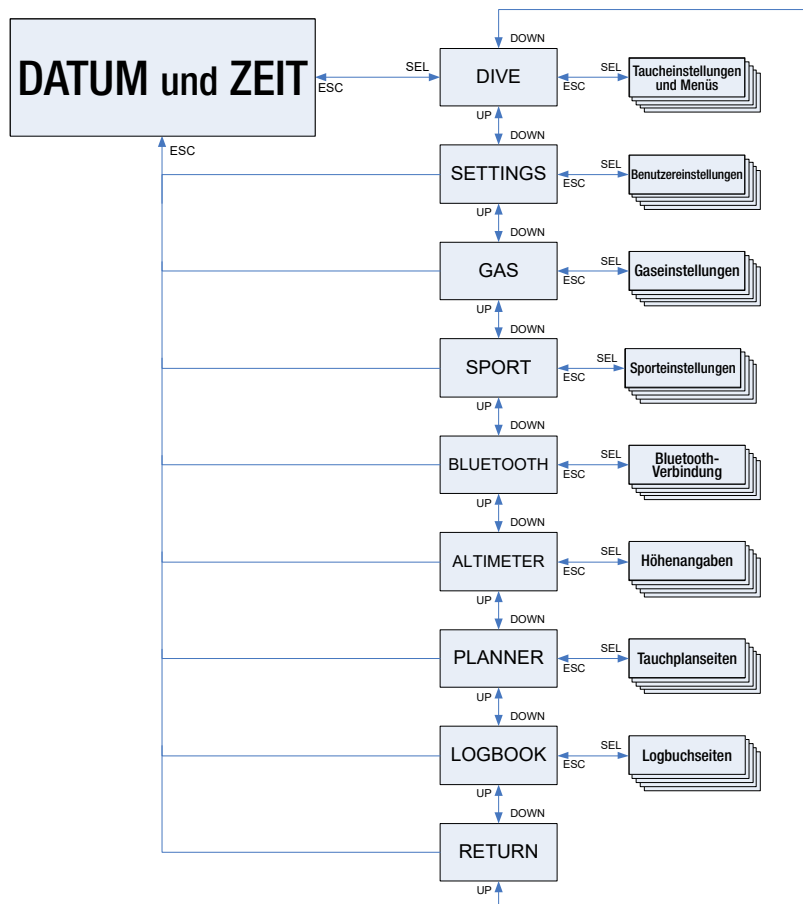 DOWN
DATUM und ZEIT
ESC
SEL
DIVE
SEL
ESC
Taucheinstellungen
und Menüs
UP
DOWN
ESC
SETTINGS
SEL
ESC
Benutzereinstellungen
UP
DOWN
GAS
SEL
ESC
Gaseinstellungen
UP
DOWN
SPORT
SEL
ESC
Sporteinstellungen
UP
DOWN
BLUETOOTH
SEL
ESC
Bluetooth-
Verbindung
UP
DOWN
ALTIMETER
SEL
ESC
Höhenangaben
UP
DOWN
PLANNER
SEL
ESC
Tauchplanseiten
UP
DOWN
LOGBOOK
SEL
ESC
Logbuchseiten
UP
DOWN
RETURN
UP